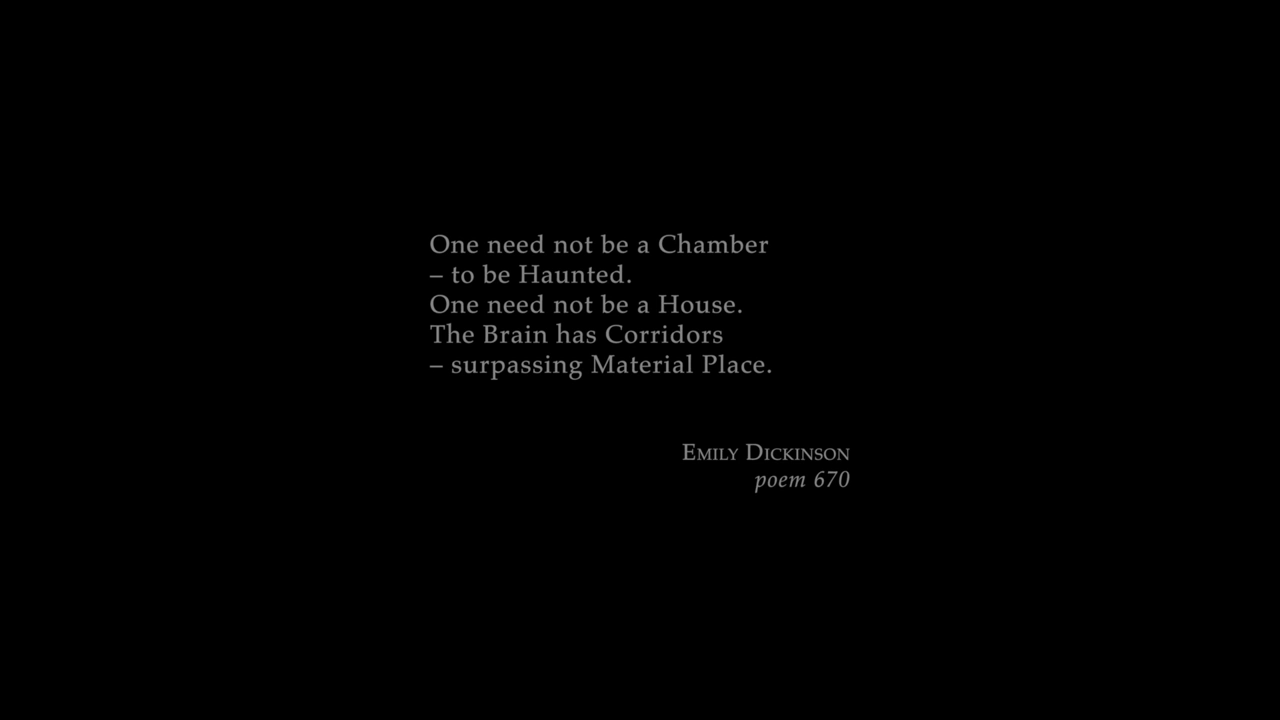 One need not be a Chamber
– to be Haunted.
One need not be a House.
The Brain has Corridors
– surpassing Material Place.
EMILY DICKINSON
poem 670